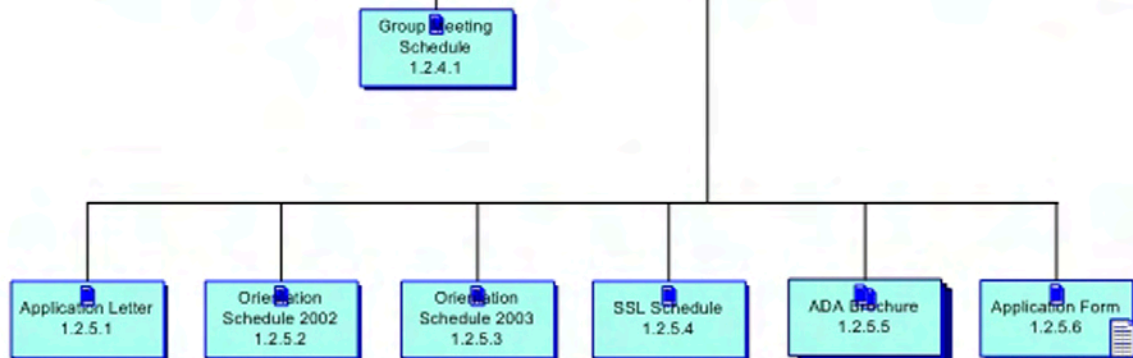 Group Meeting
Schedule
1.2.4.1
Application Letter
1.2.5.1
Orientation
Schedule 2002
1.2.5.2
Orientation
Schedule 2003
1.2.5.3
SSL Schedule
1.2.5.4
ADA Brochure
1.2.5.5
Application Form
1.2.5.6